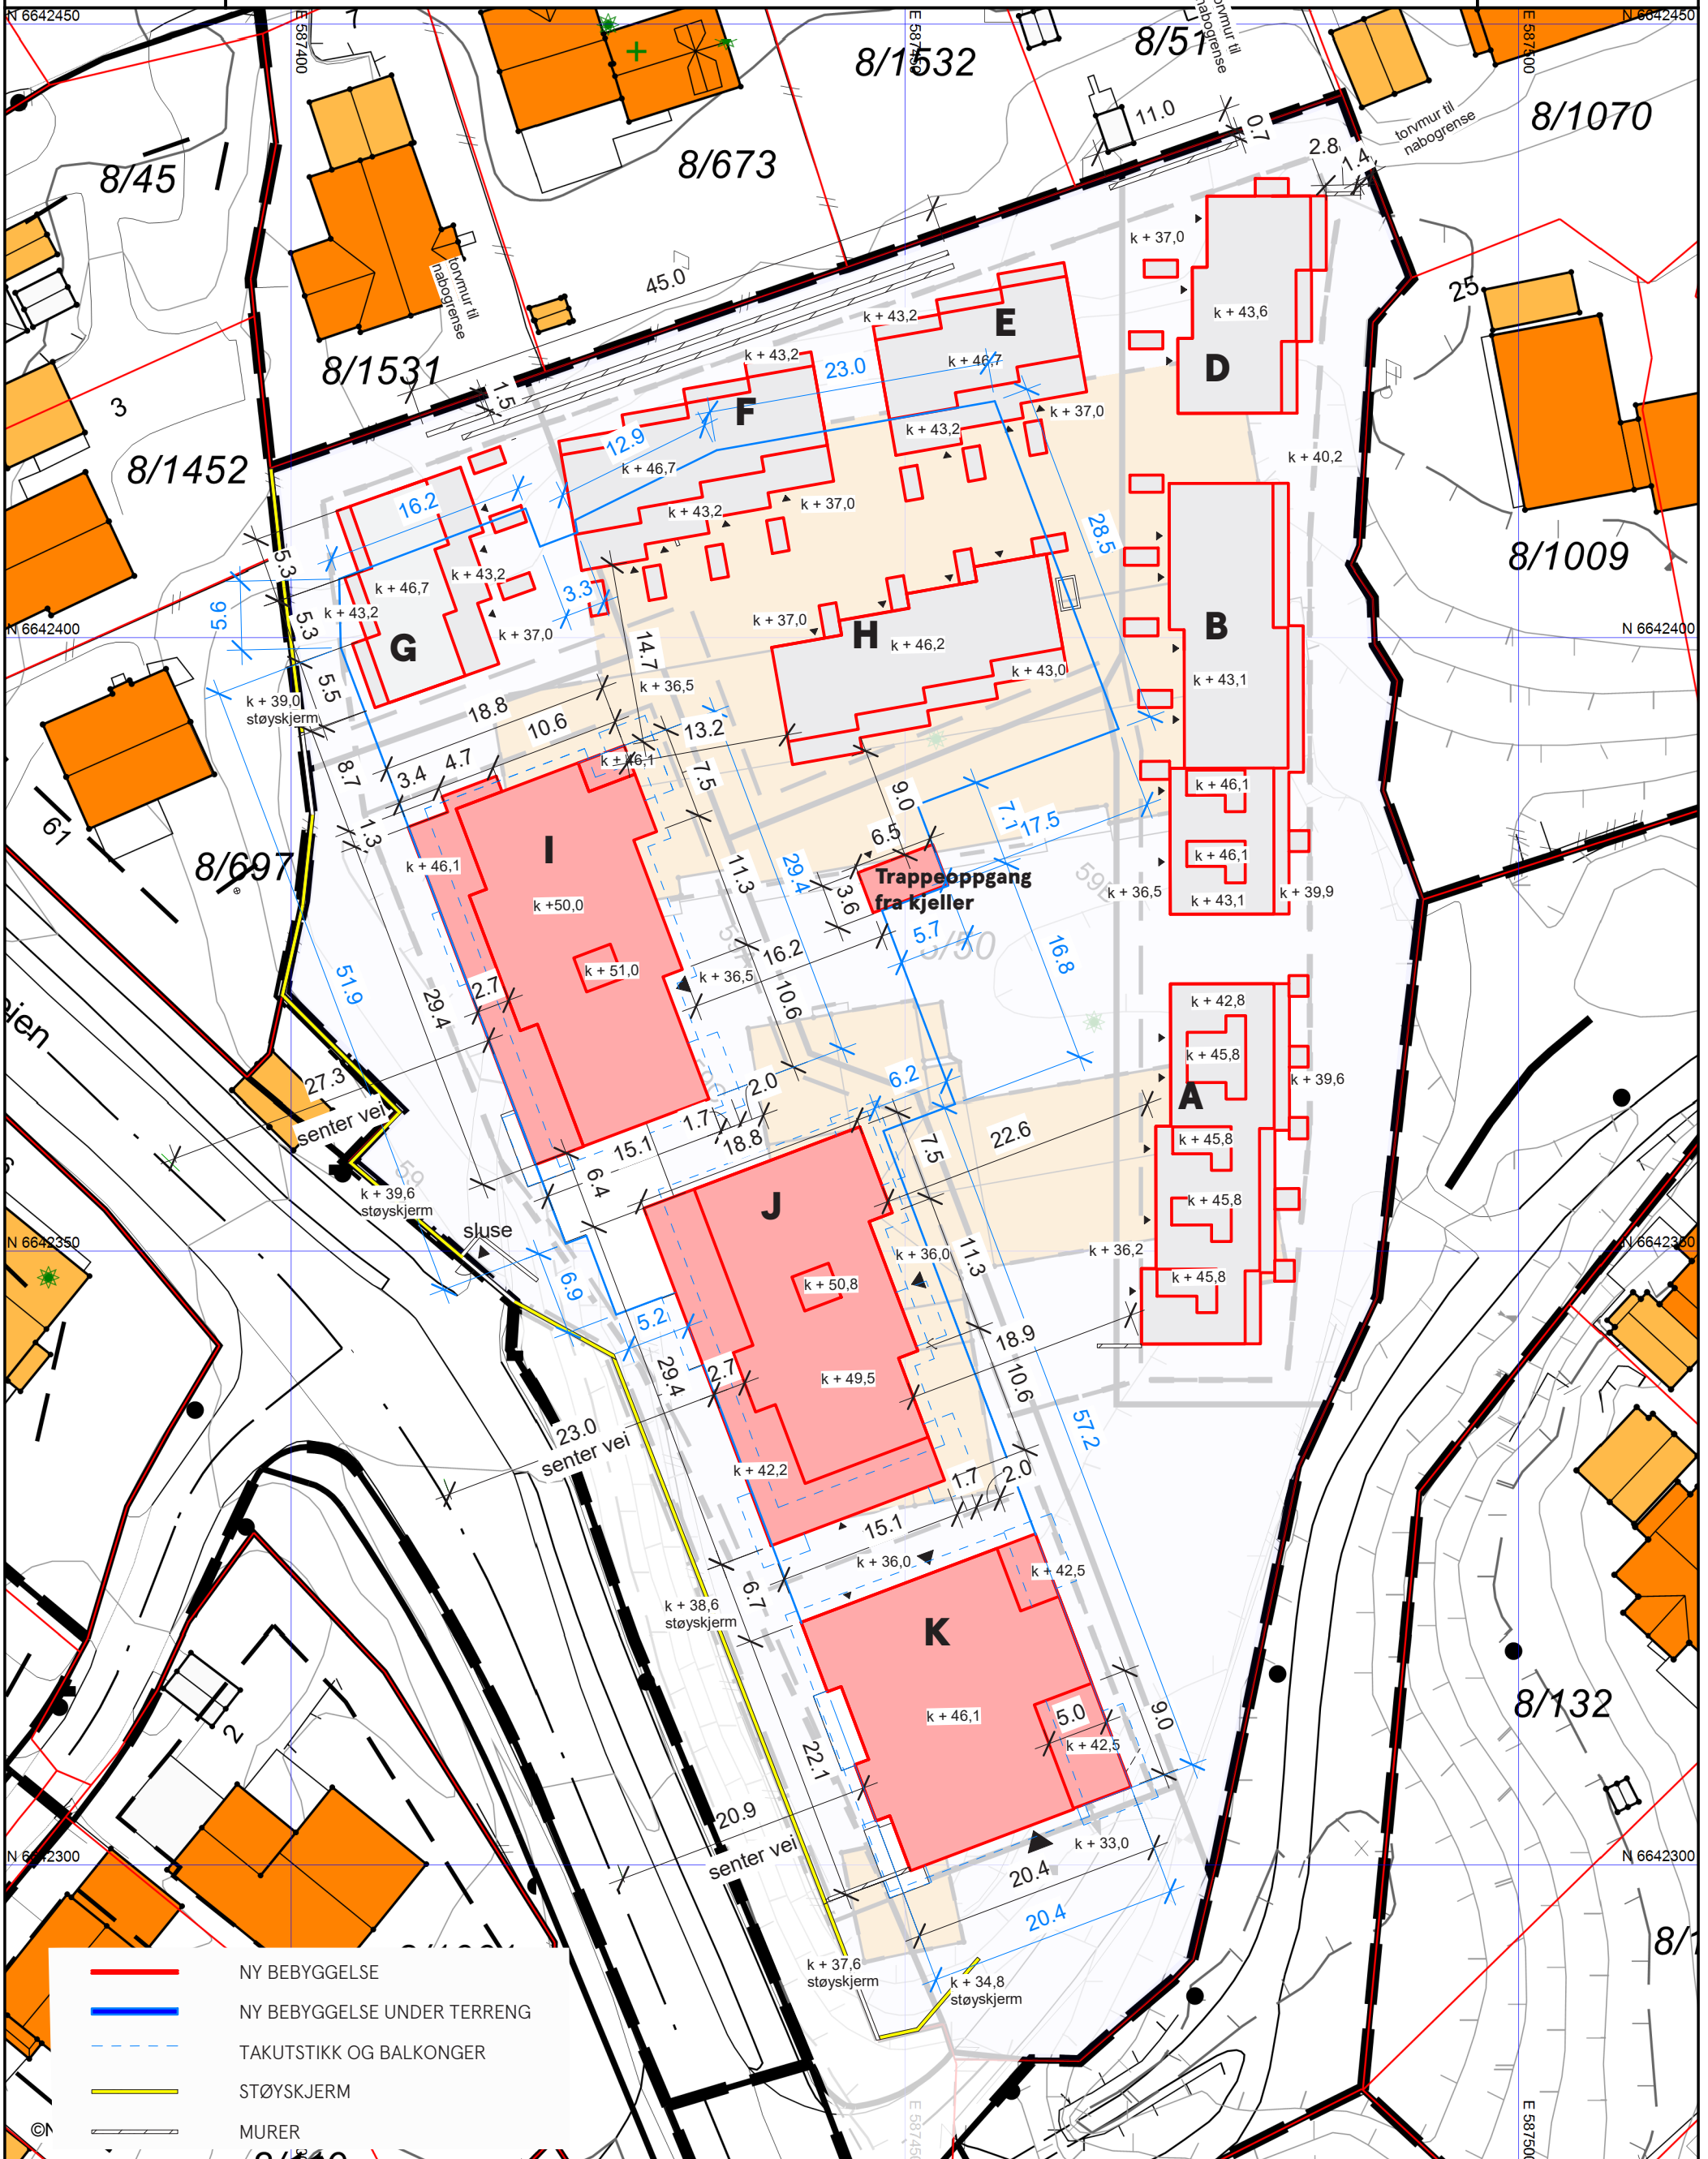 N 6642450
E 587400
E 587450
E 587500
N 6642450
7
8/1532
8/51
torvmur til
nabogrense
8/1070
torvmur til
nabogrense
8/45
8/673
11.0
0.7
2.8
1.4
k + 37,0
45.0
torvmur til
nabogrense
25
E
k + 43,2
k + 46,7
k + 43,6
D
8/1531
1.5
k + 43,2
23.0
F
k + 37,0
3
12.9
k + 43,2
k + 46,7
k + 40,2
8/1452
16.2
k + 43,2
k + 37,0
28.5
8/1009
5.3
k + 46,7
k + 43,2
3.3
5.6
5.3
k + 43,2
k + 37,0
k + 37,0
H
k + 46,2
B
N 6642400
N 6642400
G
14.7
k + 43,0
k + 43,1
5.5
k + 36,5
k + 39,0
støyskjerm
18.8
10.6
13.2
8.7
3.4
4.7
k + 46,1
7.5
9.0
k + 46,1
7.1
17.5
61
1.3
I
6.5
k + 46,1
8/697
k + 46,1
11.3
29.4
3.6
Trappeoppgang
fra kjeller
k + 36,5
k + 43,1
k + 39,9
k +50,0
5.7
16.2
16.8
k + 51,0
k + 36,5
51.9
29.4
2.7
10.6
k + 42,8
k + 45,8
27.3
senter vei
2.0
6.2
k + 39,6
A
1.7
18.8
15.1
7.5
22.6
k + 45,8
59
6.4
k + 39,6
støyskjerm
J
k + 45,8
sluse
N 6642350
N 6642350
k + 36,0
11.3
k + 36,2
k + 45,8
6.9
k + 50,8
5.2
18.9
29.4
2.7
k + 49,5
10.6
57.2
23.0
senter vei
k + 42,2
1.7
2.0
15.1
k + 36,0
k + 42,5
6.7
k + 38,6
støyskjerm
K
8/132
2
k + 46,1
5.0
9.0
k + 42,5
22.1
20.9
senter vei
k + 33,0
N 6642300
N 6642300
20.4
20.4
k + 37,6
støyskjerm
k + 34,8
støyskjerm
NY BEBYGGELSE
NY BEBYGGELSE UNDER TERRENG
TAKUTSTIKK OG BALKONGER
STØYSKJERM
MURER
E 587500